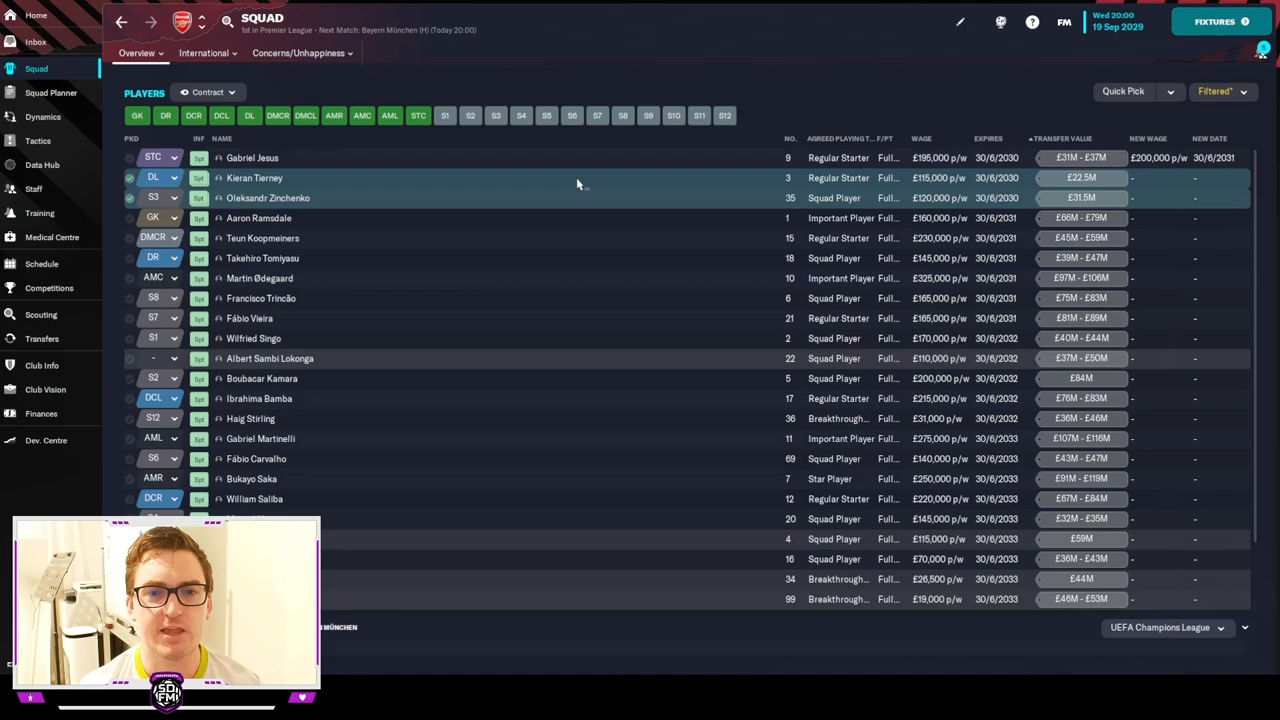 Home
Inbox
Squad
Squad Planner
Dynamics
Tactics
Data Hub
Staff
Training
Medical Centre
Schedule
Competitions
Scouting
Transfers
Club Info
Club Vision
Finances
Dev. Centre
SQUAD
1st in Premier League - Next Match: Bayern München (H) (Today 20:00)
FM
Wed 20:00
19 Sep 2029
FIXTURES
5
Overview
International
Concerns/Unhappiness
PLAYERS
Contract
Quick Pick
Filtered*
GK DR DCR DCL DL DMCR DMCL AMR AMC AML STC S1 S2 S3 S4 S5 S6 S7 S8 S9 S10 S11 S12
PKD INF NAME NO. AGREED PLAYING T... F/PT WAGE EXPIRES TRANSFER VALUE NEW WAGE NEW DATE
STC Spt Gabriel Jesus 9 Regular Starter Full... £195,000 p/w 30/6/2030 £31M - £37M £200,000 p/w 30/6/2031
DL Spt Kieran Tierney 3 Regular Starter Full... £115,000 p/w 30/6/2030 £22.5M - -
S3 Spt Oleksandr Zinchenko 35 Squad Player Full... £120,000 p/w 30/6/2030 £31.5M - -
GK Spt Aaron Ramsdale 1 Important Player Full... £160,000 p/w 30/6/2031 £66M - £79M - -
DMCR Spt Teun Koopmeiners 15 Regular Starter Full... £230,000 p/w 30/6/2031 £45M - £59M - -
DR Spt Takehiro Tomiyasu 18 Squad Player Full... £145,000 p/w 30/6/2031 £39M - £47M - -
AMC Spt Martin Ødegaard 10 Important Player Full... £325,000 p/w 30/6/2031 £97M - £106M - -
S8 Spt Francisco Trincão 6 Squad Player Full... £165,000 p/w 30/6/2031 £75M - £83M - -
S7 Spt Fábio Vieira 21 Regular Starter Full... £165,000 p/w 30/6/2031 £81M - £89M - -
S1 Spt Wilfried Singo 2 Squad Player Full... £170,000 p/w 30/6/2032 £40M - £44M - -
- Spt Albert Sambi Lokonga 22 Squad Player Full... £110,000 p/w 30/6/2032 £37M - £50M - -
S2 Spt Boubacar Kamara 5 Squad Player Full... £200,000 p/w 30/6/2032 £84M - -
DCL Spt Ibrahima Bamba 17 Regular Starter Full... £215,000 p/w 30/6/2032 £76M - £83M - -
S12 Spt Haig Stirling 36 Breakthrough... Full... £31,000 p/w 30/6/2032 £36M - £46M - -
AML Spt Gabriel Martinelli 11 Important Player Full... £275,000 p/w 30/6/2033 £107M - £116M - -
S6 Spt Fábio Carvalho 69 Squad Player Full... £140,000 p/w 30/6/2033 £43M - £47M - -
AMR Spt Bukayo Saka 7 Star Player Full... £250,000 p/w 30/6/2033 £91M - £119M - -
DCR Spt William Saliba 12 Regular Starter Full... £220,000 p/w 30/6/2033 £67M - £84M - -
20 Squad Player Full... £145,000 p/w 30/6/2033 £32M - £35M - -
4 Squad Player Full... £115,000 p/w 30/6/2033 £59M - -
16 Squad Player Full... £70,000 p/w 30/6/2033 £36M - £43M - -
34 Breakthrough... Full... £26,500 p/w 30/6/2033 £44M - -
99 Breakthrough... Full... £19,000 p/w 30/6/2033 £46M - £53M - -
MÜNCHEN
UEFA Champions League
SD
FM